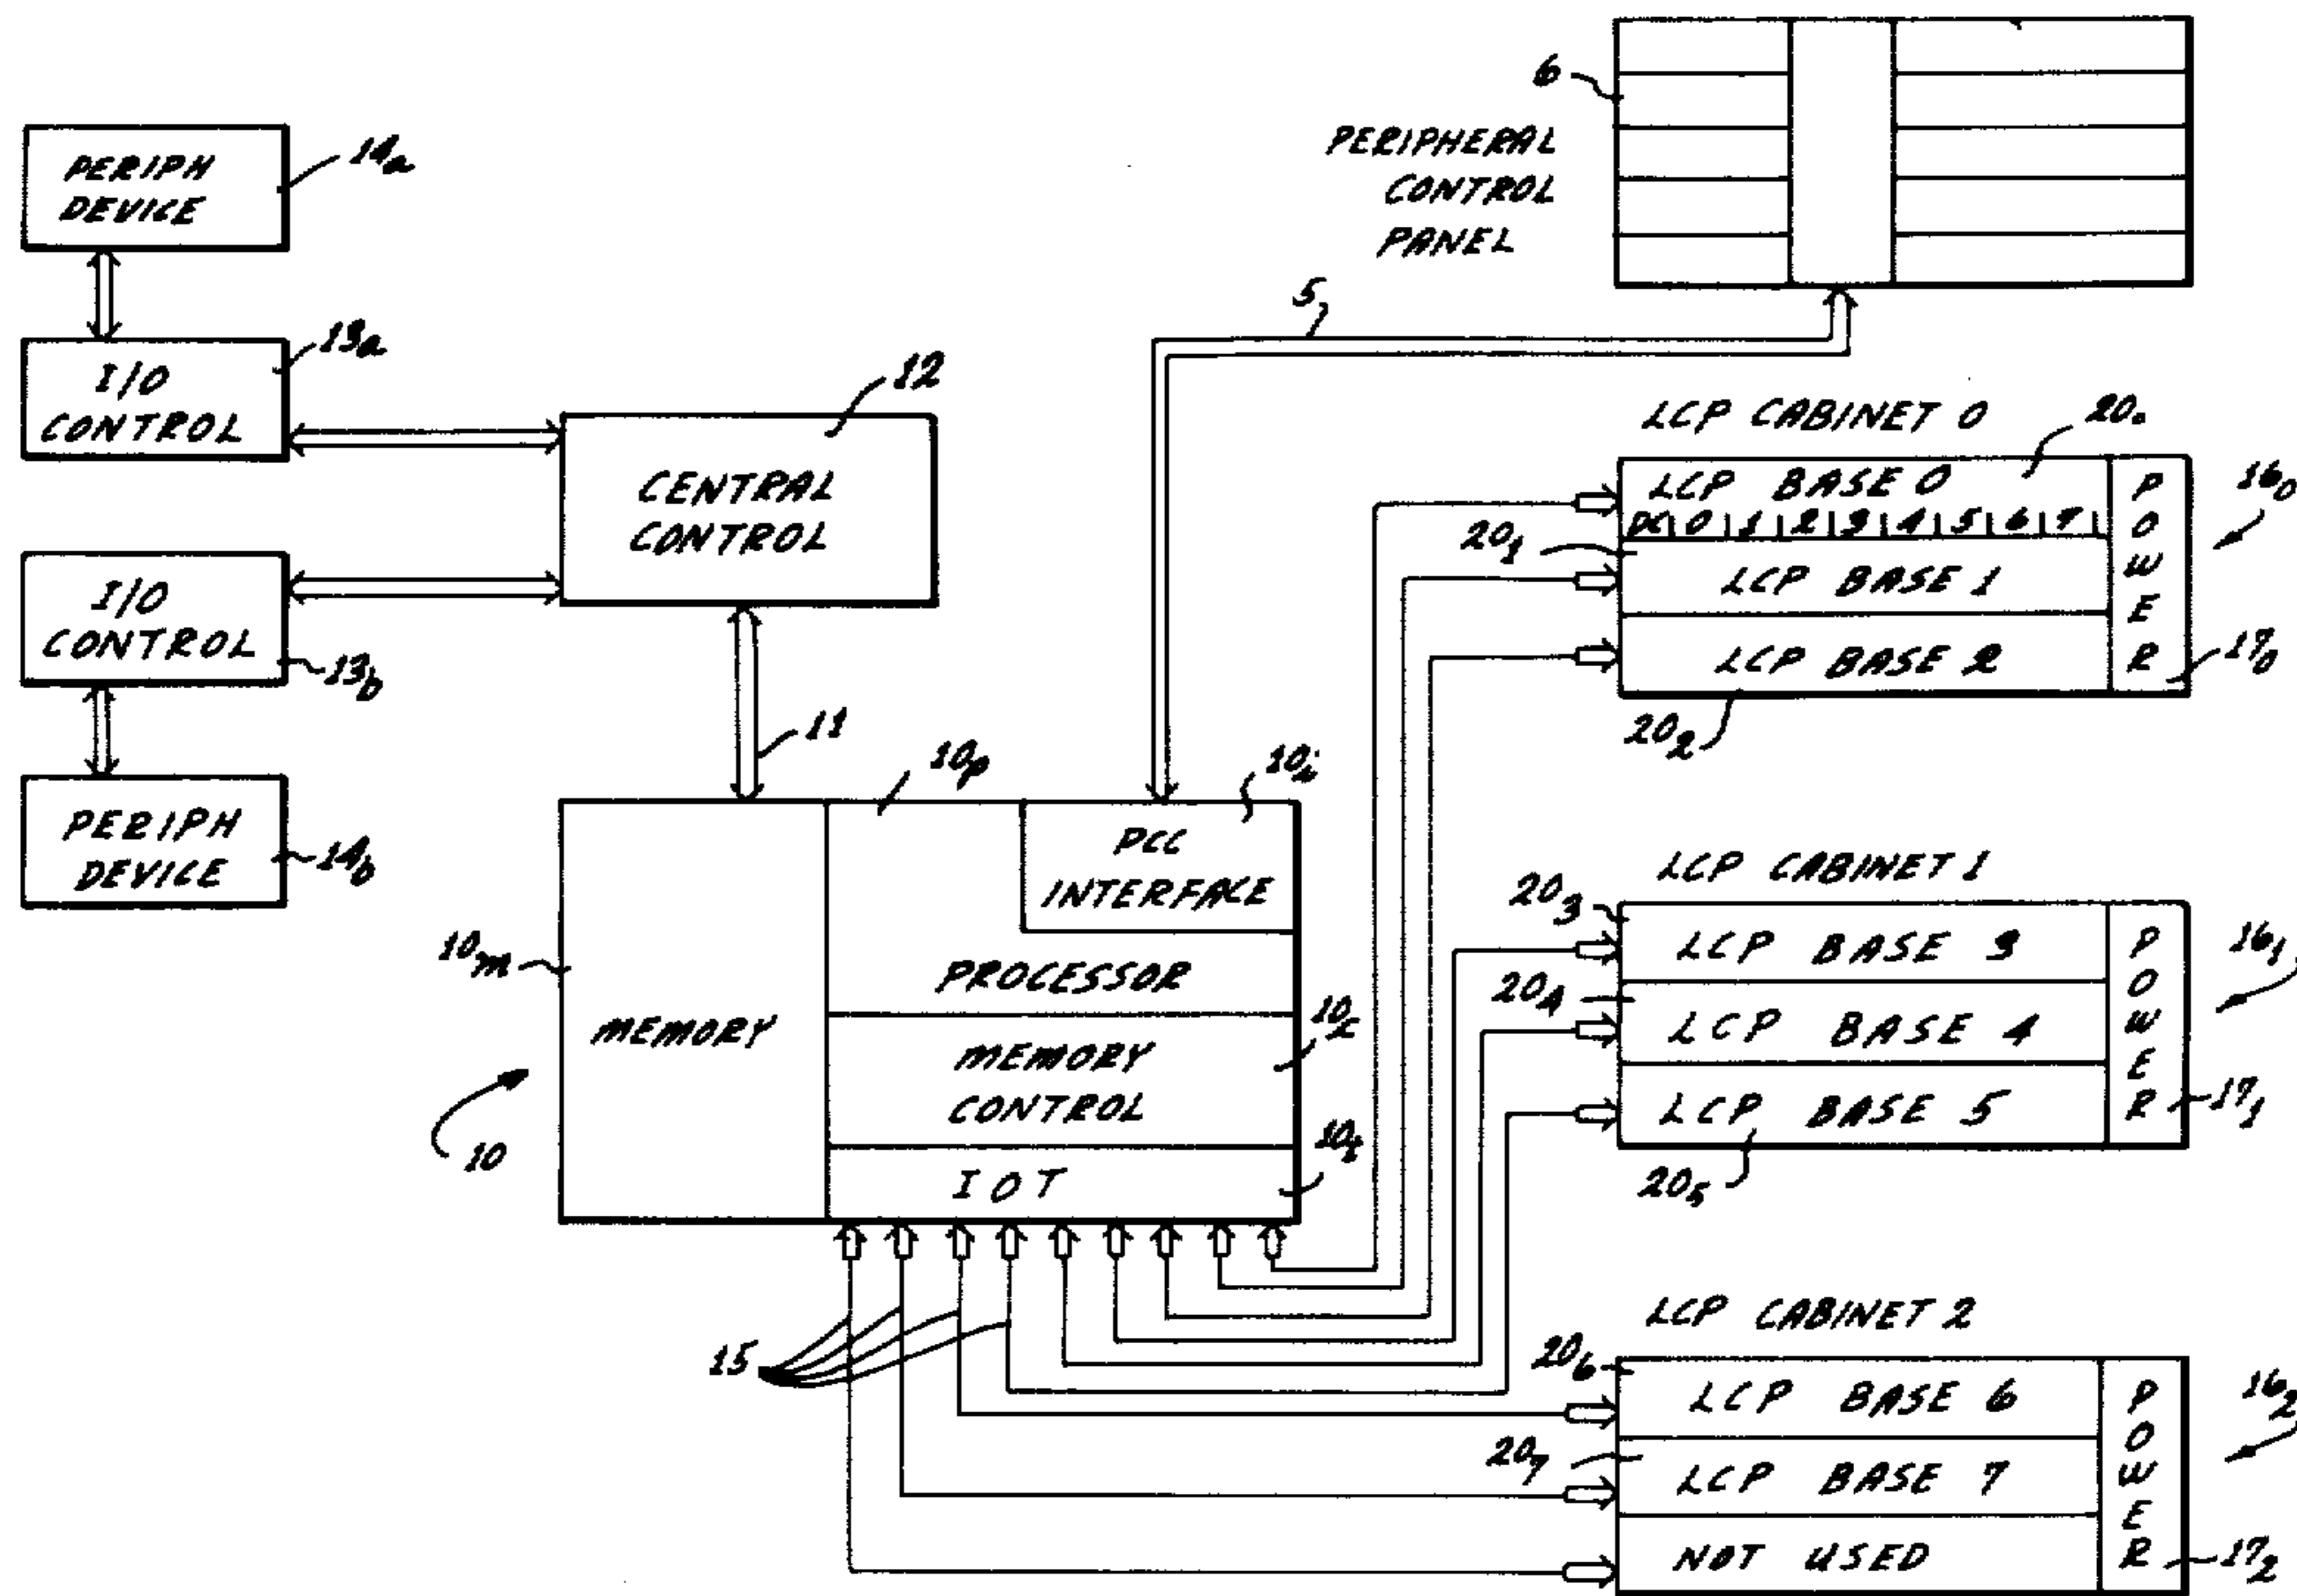 6
PERIPHERAL
CONTROL
PANEL
5
PERIPH
DEVICE
14a
I/O
CONTROL
13a
I/O
CONTROL
13b
PERIPH
DEVICE
14b
12
CENTRAL
CONTROL
11
10p
10i
PCC
INTERFACE
10m
MEMORY
PROCESSOR
10c
MEMORY
CONTROL
10t
IOT
10
15
LCP CABINET 0
20₀
LCP BASE 0
DC 0 1 2 3 4 5 6 7
20₁
LCP BASE 1
LCP BASE 2
20₂
POWER
16₀
17₀
LCP CABINET 1
20₃
LCP BASE 3
20₄
LCP BASE 4
LCP BASE 5
20₅
POWER
16₁
17₁
LCP CABINET 2
20₆
LCP BASE 6
20₇
LCP BASE 7
NOT USED
POWER
16₂
17₂